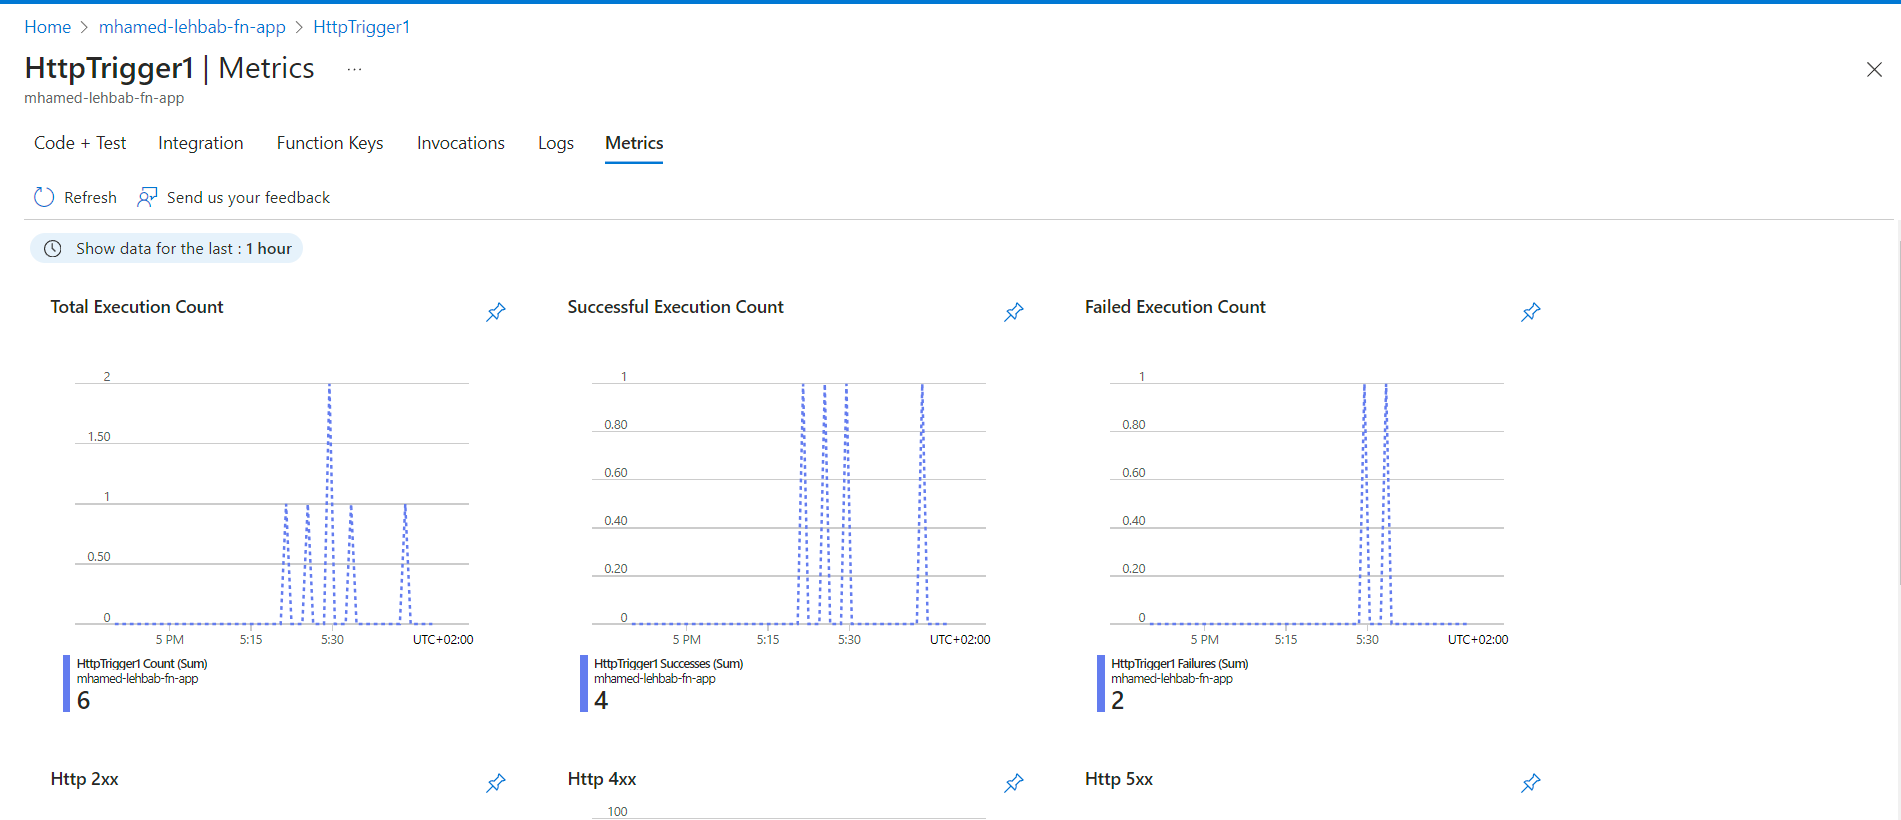 Home > mhamed-lehbab-fn-app > HttpTrigger1
HttpTrigger1 | Metrics ...
mhamed-lehbab-fn-app
Code + Test Integration Function Keys Invocations Logs Metrics
Refresh Send us your feedback
Show data for the last : 1 hour
Total Execution Count
2
1.50
1
0.50
0
5 PM 5:15 5:30 UTC+02:00
HttpTrigger1 Count (Sum)
mhamed-lehbab-fn-app
6
Successful Execution Count
1
0.80
0.60
0.40
0.20
0
5 PM 5:15 5:30 UTC+02:00
HttpTrigger1 Successes (Sum)
mhamed-lehbab-fn-app
4
Failed Execution Count
1
0.80
0.60
0.40
0.20
0
5 PM 5:15 5:30 UTC+02:00
HttpTrigger1 Failures (Sum)
mhamed-lehbab-fn-app
2
Http 2xx
Http 4xx
100
Http 5xx